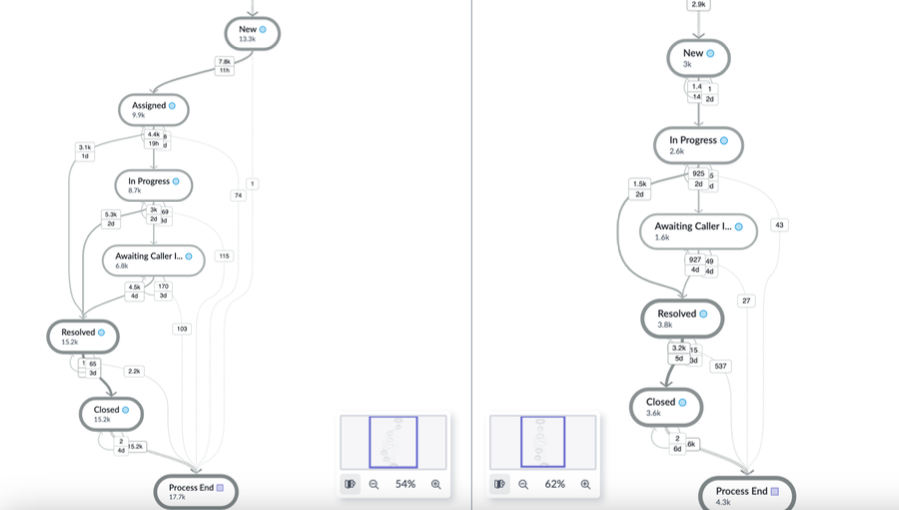 New
13.3k
7.8k
11h
Assigned
9.9k
4.4k
19h
d
3.1k
1d
In Progress
8.7k
1
74
5.3k
2d
3k
2d
69
3d
Awaiting Caller I...
6.8k
115
4.5k
4d
170
3d
103
Resolved
15.2k
1
65
3d
2.2k
Closed
15.2k
2
4d
15.2k
Process End
17.7k
54%
2.9k
New
3k
1.4
14
1
2d
In Progress
2.6k
925
2d
5
d
1.5k
2d
Awaiting Caller I...
1.6k
43
927
4d
49
4d
27
Resolved
3.8k
3.2k
5d
15
3d
537
Closed
3.6k
2
6d
.6k
Process End
4.3k
62%